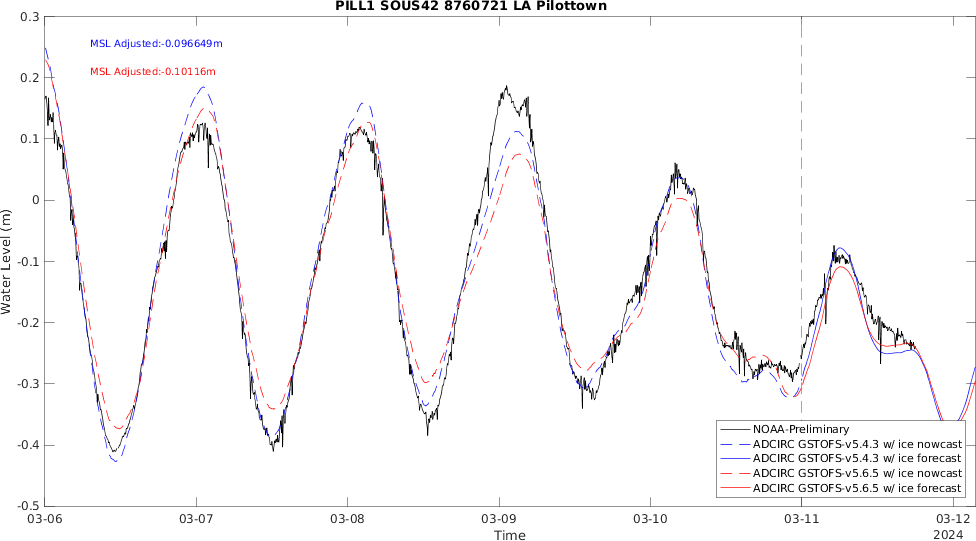 PILL1 SOUS42 8760721 LA Pilottown
MSL Adjusted:-0.096649m
MSL Adjusted:-0.10116m
Water Level (m)
0.3
0.2
0.1
0
-0.1
-0.2
-0.3
-0.4
-0.5
NOAA-Preliminary
ADCIRC GSTOFS-v5.4.3 w/ ice nowcast
ADCIRC GSTOFS-v5.4.3 w/ ice forecast
ADCIRC GSTOFS-v5.6.5 w/ ice nowcast
ADCIRC GSTOFS-v5.6.5 w/ ice forecast
03-06 03-07 03-08 03-09 03-10 03-11 03-12
2024
Time